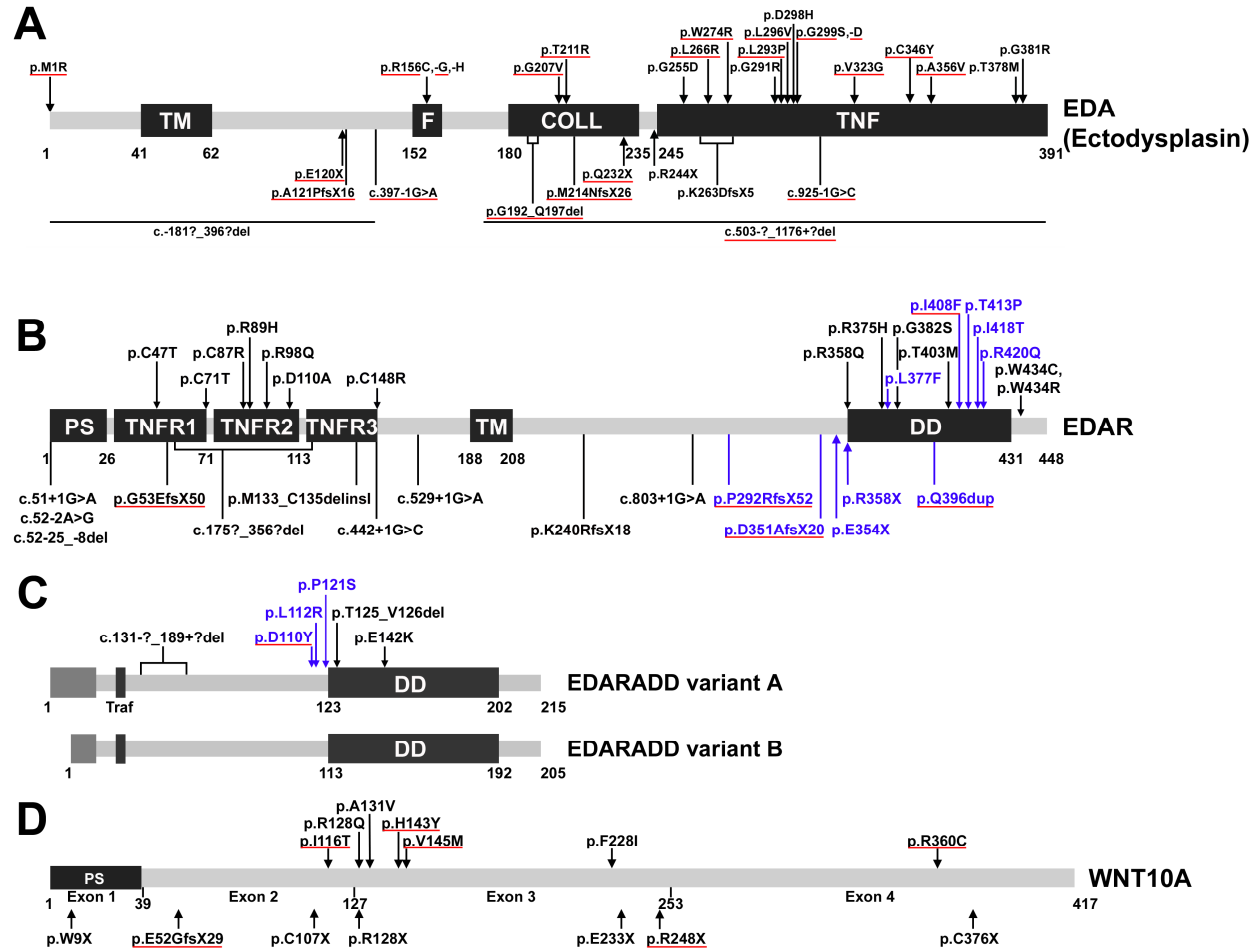 A
p.D298H
p.W274R p.L296V p.G299S,-D
p.T211R p.L266R p.L293P p.C346Y p.G381R
p.M1R p.R156C,-G,-H p.G207V p.G255D p.G291R p.V323G p.A356V p.T378M
TM F COLL TNF EDA
(Ectodysplasin)
1 41 62 152 180 235 245 391
p.E120X p.Q232X p.R244X
p.A121PfsX16 c.397-1G>A p.M214NfsX26 p.K263DfsX5 c.925-1G>C
p.G192_Q197del
c.-181?_396?del c.503-?_1176+?del
B
p.I408F p.T413P
p.R89H p.R375H p.G382S p.I418T
p.C47T p.C87R p.R98Q p.R358Q p.T403M p.R420Q
p.C71T p.D110A p.C148R p.L377F p.W434C,
p.W434R
PS TNFR1 TNFR2 TNFR3 TM DD EDAR
1 26 71 113 188 208 431 448
c.51+1G>A p.G53EfsX50 p.M133_C135delinsI c.529+1G>A c.803+1G>A p.P292RfsX52 p.R358X p.Q396dup
c.52-2A>G
c.52-25_-8del c.175?_356?del c.442+1G>C p.K240RfsX18 p.D351AfsX20 p.E354X
C
p.P121S
p.L112R p.T125_V126del
c.131-?_189+?del p.D110Y p.E142K
DD EDARADD variant A
1 Traf 123 202 215
DD EDARADD variant B
1 113 192 205
D
p.A131V
p.R128Q p.H143Y
p.I116T p.V145M p.F228I p.R360C
PS WNT10A
Exon 1 Exon 2 Exon 3 Exon 4
1 39 127 253 417
p.W9X p.E52GfsX29 p.C107X p.R128X p.E233X p.R248X p.C376X